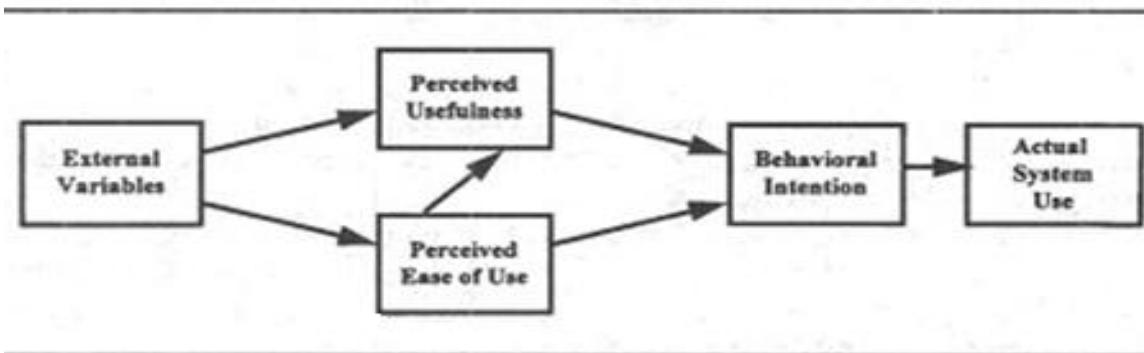 External
Variables
Perceived
Usefulness
Perceived
Ease of Use
Behavioral
Intention
Actual
System
Use